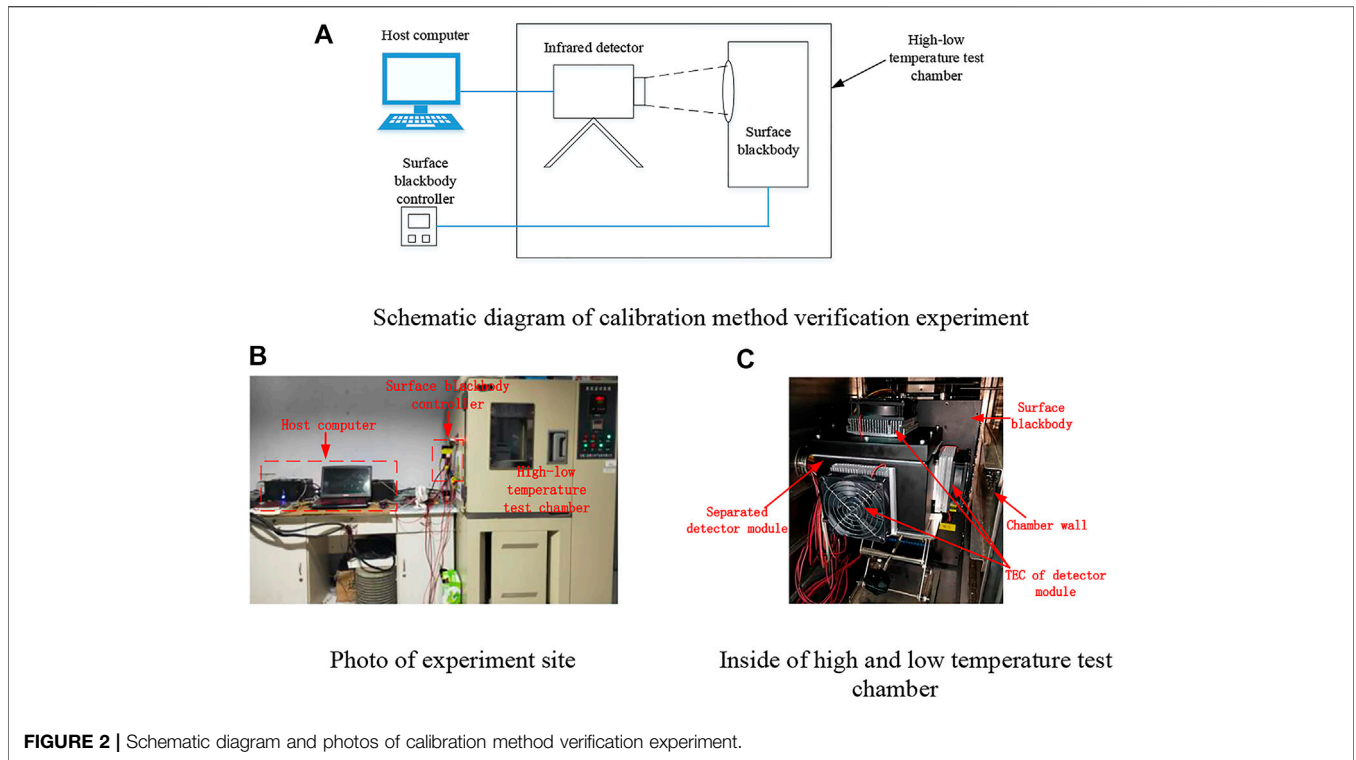 A
Host computer
Infrared detector
High-low
temperature test
chamber
Surface
blackbody
Surface
blackbody
controller
Schematic diagram of calibration method verification experiment
B
Surface blackbody
controller
Host computer
High-low
temperature
test chamber
Photo of experiment site
C
Surface
blackbody
Separated
detector module
Chamber wall
TEC of detector
module
Inside of high and low temperature test
chamber
FIGURE 2 | Schematic diagram and photos of calibration method verification experiment.